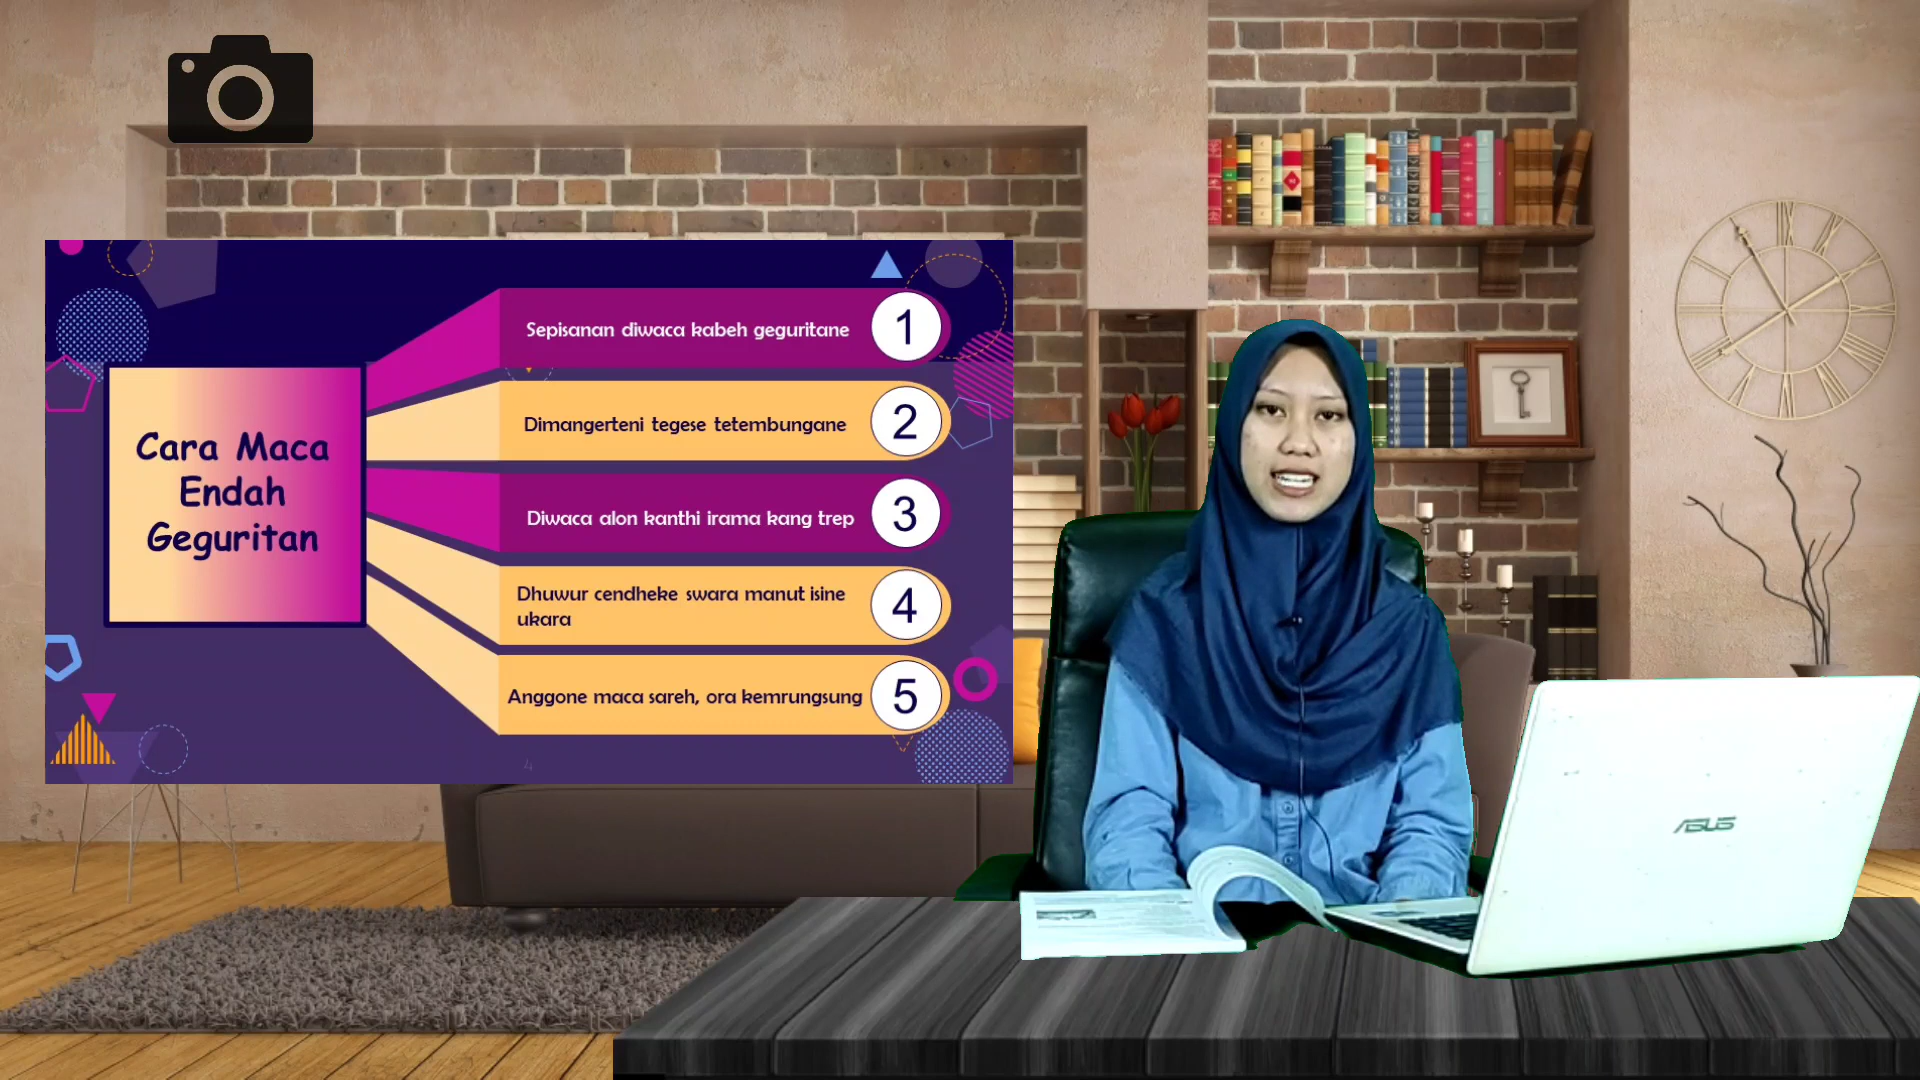 Cara Maca
Endah
Geguritan
Sepisanan diwaca kabeh geguritane
1
Dimangerteni tegese tetembungane
2
Diwaca alon kanthi irama kang trep
3
Dhuwur cendheke swara manut isine
ukara
4
Anggone maca sareh, ora kemrungsung
5
4
ASUS